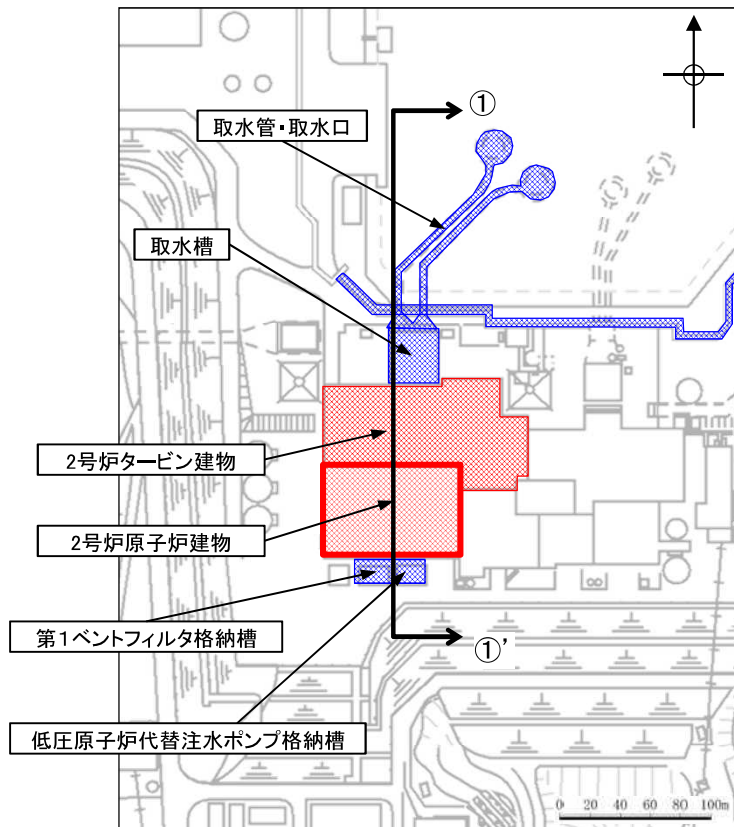 ①
取水管・取水口
取水槽
2号炉タービン建物
2号炉原子炉建物
第1ベントフィルタ格納槽
①’
低圧原子炉代替注水ポンプ格納槽
0 20 40 60 80 100m